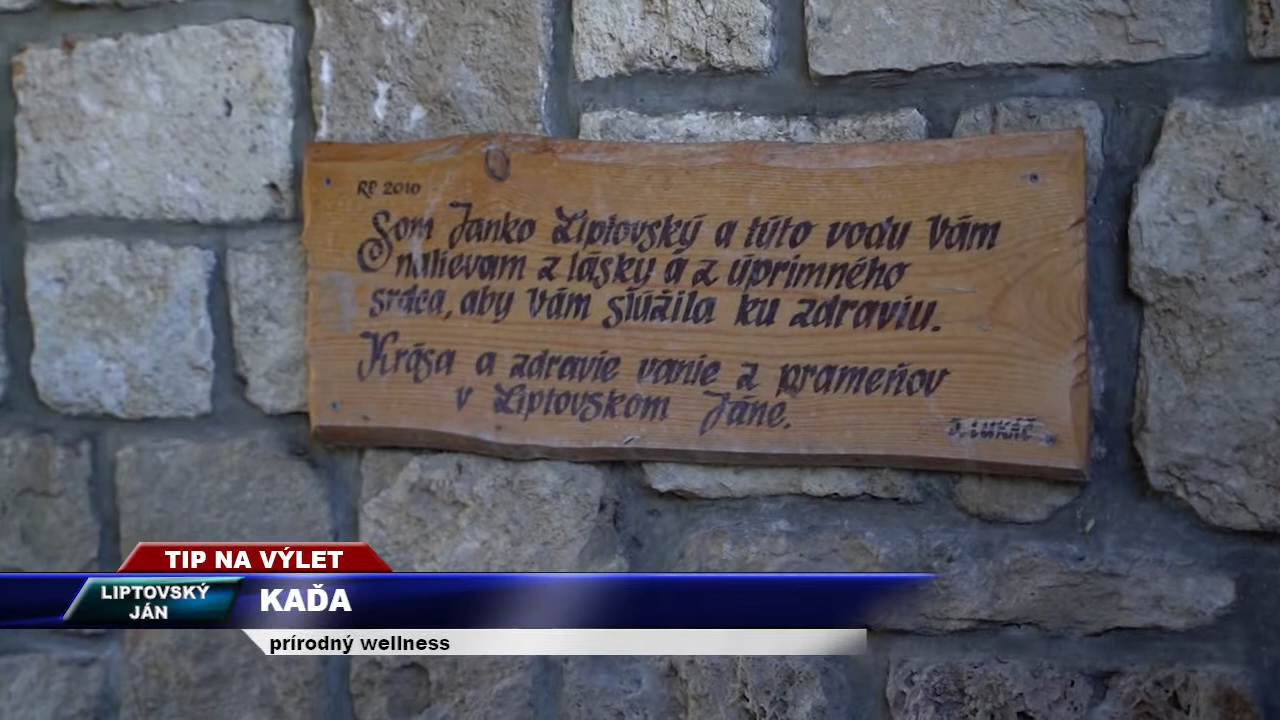 RP 2010
Som Janko Liptovský a túto vodu Vám
nalievam z lásky a z úprimného
srdca, aby Vám slúžila ku zdraviu.
Krása a zdravie vanie z prameňov
v Liptovskom Jáne.
J. LUKÁČ
TIP NA VÝLET
LIPTOVSKÝ
JÁN
KAĎA
prírodný wellness